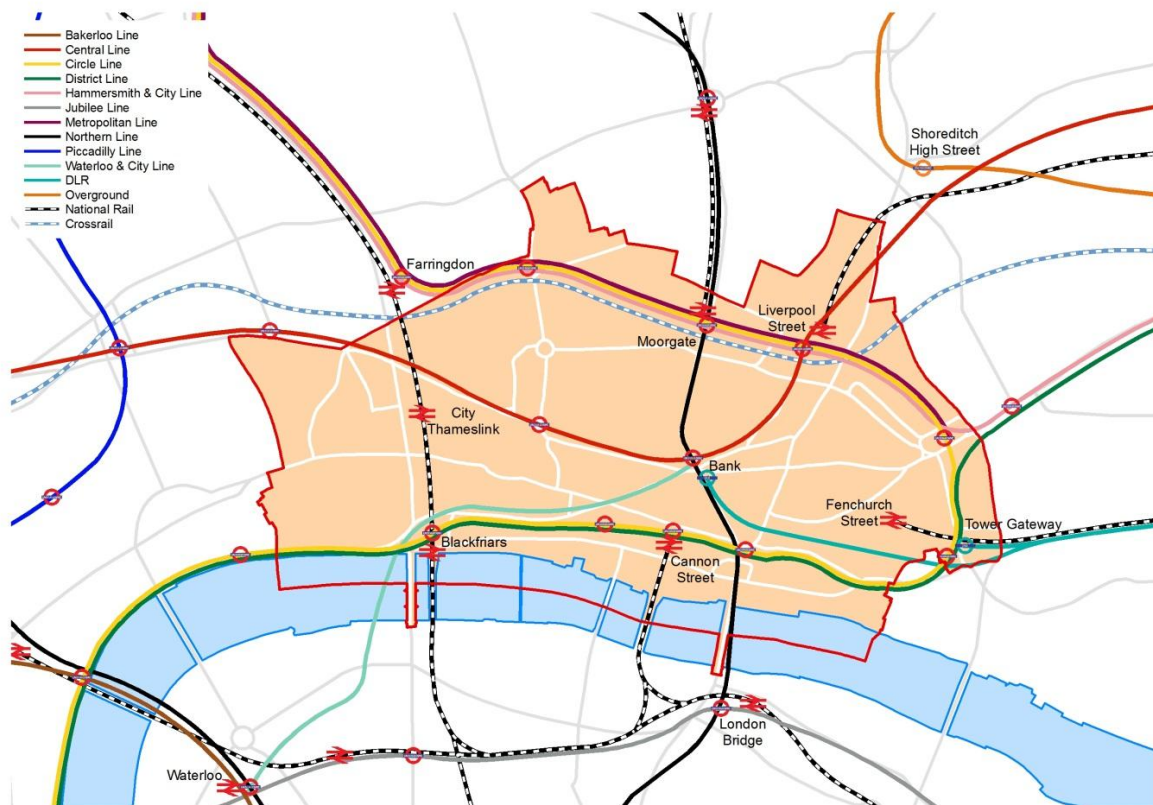 Bakerloo Line
Central Line
Circle Line
District Line
Hammersmith & City Line
Jubilee Line
Metropolitan Line
Northern Line
Piccadilly Line
Waterloo & City Line
DLR
Overground
National Rail
Crossrail
Shoreditch
High Street
Farringdon
Liverpool
Street
Moorgate
City
Thameslink
Bank
Fenchurch
Street
Tower Gateway
Blackfriars
Cannon
Street
London
Bridge
Waterloo